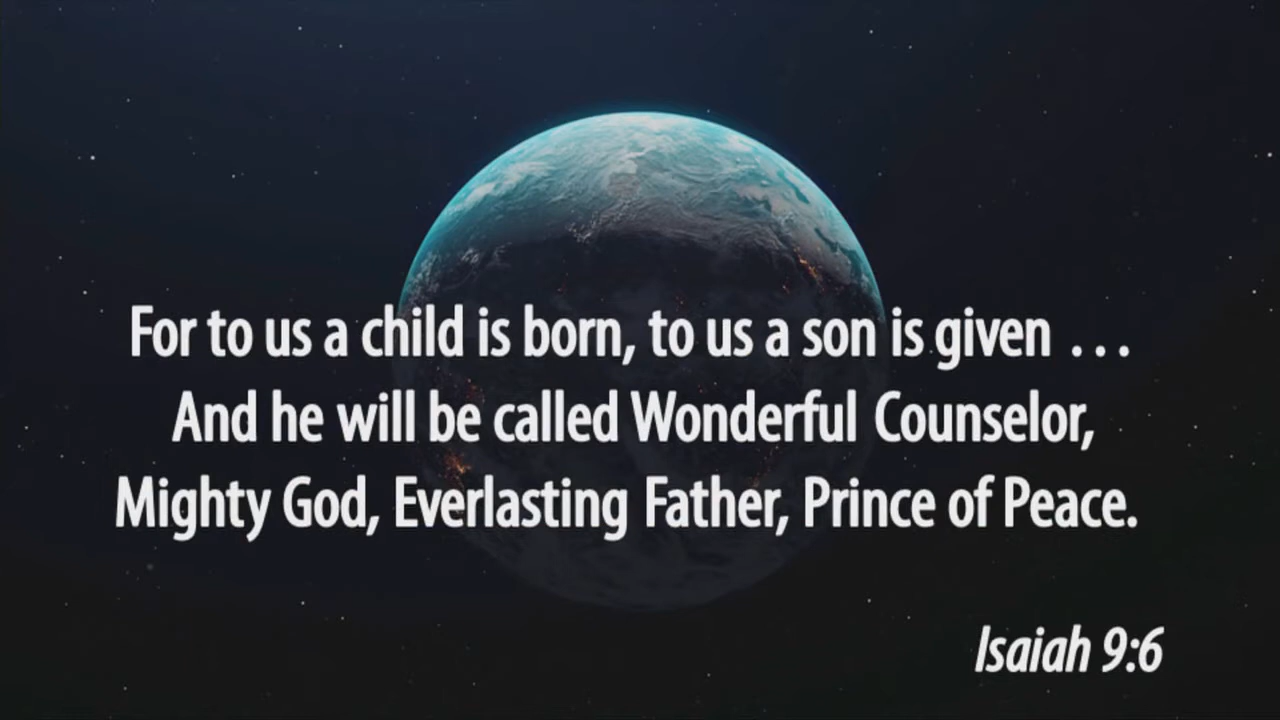 For to us a child is born, to us a son is given . . .
And he will be called Wonderful Counselor,
Mighty God, Everlasting Father, Prince of Peace.
Isaiah 9:6